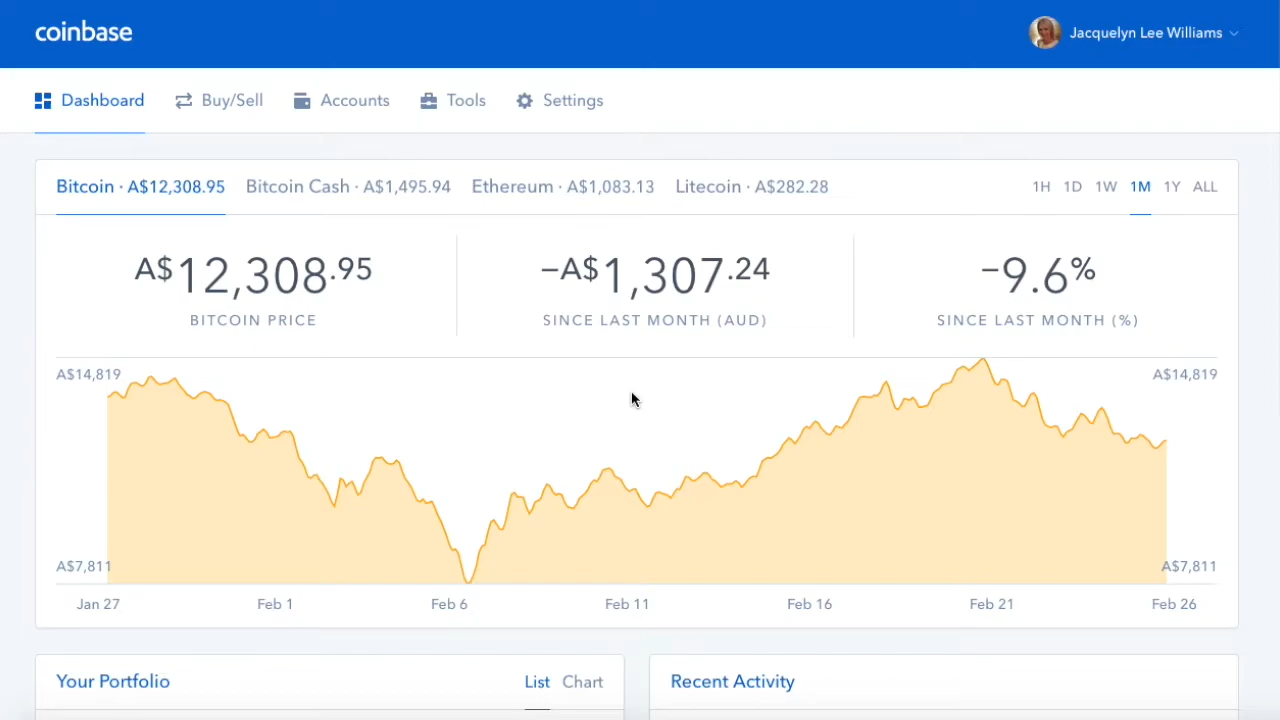 coinbase
Jacquelyn Lee Williams
Dashboard Buy/Sell Accounts Tools Settings
Bitcoin · A$12,308.95 Bitcoin Cash · A$1,495.94 Ethereum · A$1,083.13 Litecoin · A$282.28 1H 1D 1W 1M 1Y ALL
A$12,308.95 −A$1,307.24 −9.6%
BITCOIN PRICE SINCE LAST MONTH (AUD) SINCE LAST MONTH (%)
A$14,819 A$14,819
A$7,811 A$7,811
Jan 27 Feb 1 Feb 6 Feb 11 Feb 16 Feb 21 Feb 26
Your Portfolio List Chart Recent Activity